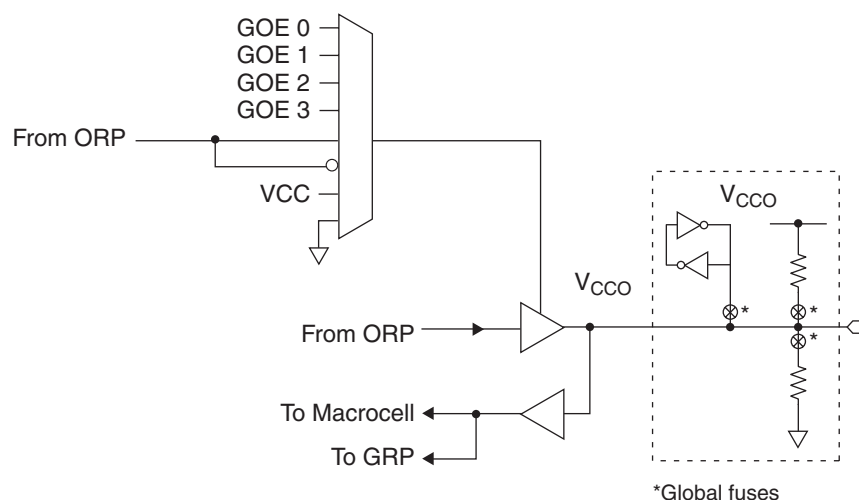 GOE 0
GOE 1
GOE 2
GOE 3
From ORP
VCC
VCCO
VCCO
*
*
*
From ORP
To Macrocell
To GRP
*Global fuses